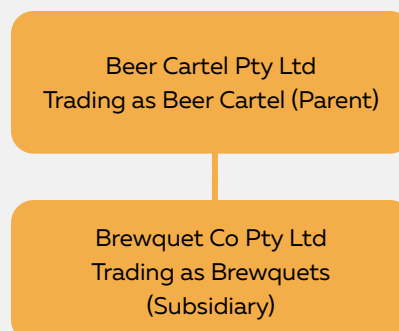 Beer Cartel Pty Ltd
Trading as Beer Cartel (Parent)
Brewquet Co Pty Ltd
Trading as Brewquets
(Subsidiary)